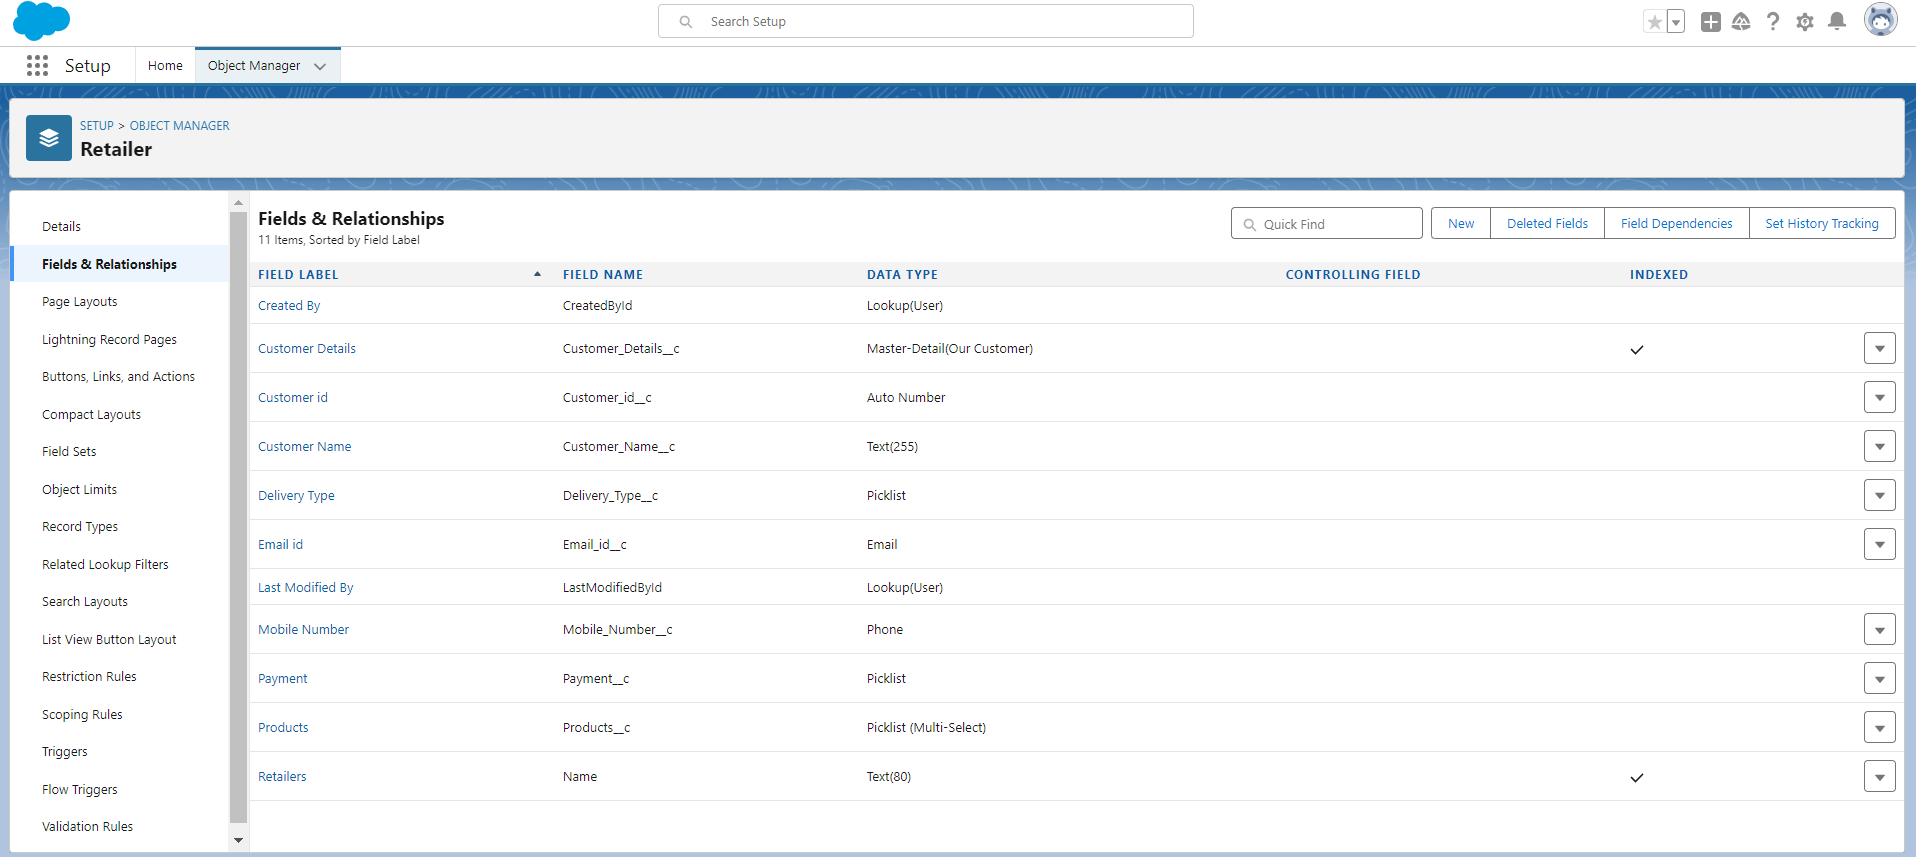 Search Setup
Setup
Home
Object Manager
SETUP > OBJECT MANAGER
Retailer
Details
Fields & Relationships
Page Layouts
Lightning Record Pages
Buttons, Links, and Actions
Compact Layouts
Field Sets
Object Limits
Record Types
Related Lookup Filters
Search Layouts
List View Button Layout
Restriction Rules
Scoping Rules
Triggers
Flow Triggers
Validation Rules
Fields & Relationships
11 Items, Sorted by Field Label
Quick Find
New
Deleted Fields
Field Dependencies
Set History Tracking
FIELD LABEL FIELD NAME DATA TYPE CONTROLLING FIELD INDEXED
Created By CreatedById Lookup(User)
Customer Details Customer_Details__c Master-Detail(Our Customer)
Customer id Customer_id__c Auto Number
Customer Name Customer_Name__c Text(255)
Delivery Type Delivery_Type__c Picklist
Email id Email_id__c Email
Last Modified By LastModifiedById Lookup(User)
Mobile Number Mobile_Number__c Phone
Payment Payment__c Picklist
Products Products__c Picklist (Multi-Select)
Retailers Name Text(80)